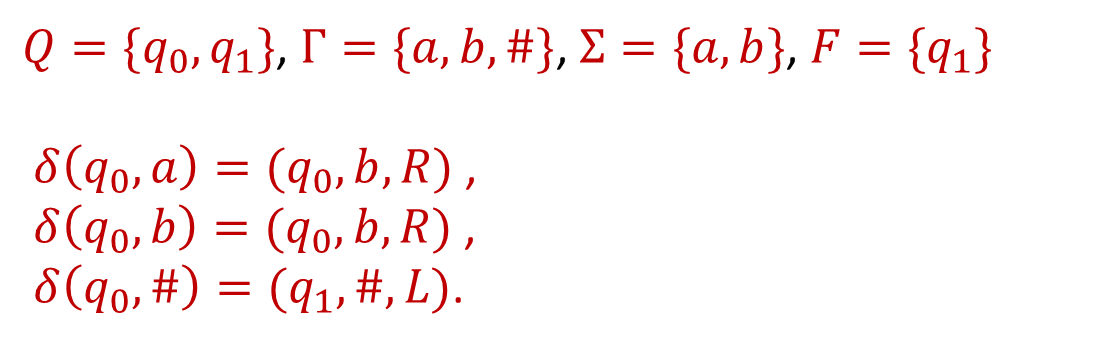 Q = {q₀, q₁}, Γ = {a, b, #}, Σ = {a, b}, F = {q₁}
δ(q₀, a) = (q₀, b, R) ,
δ(q₀, b) = (q₀, b, R) ,
δ(q₀, #) = (q₁, #, L).